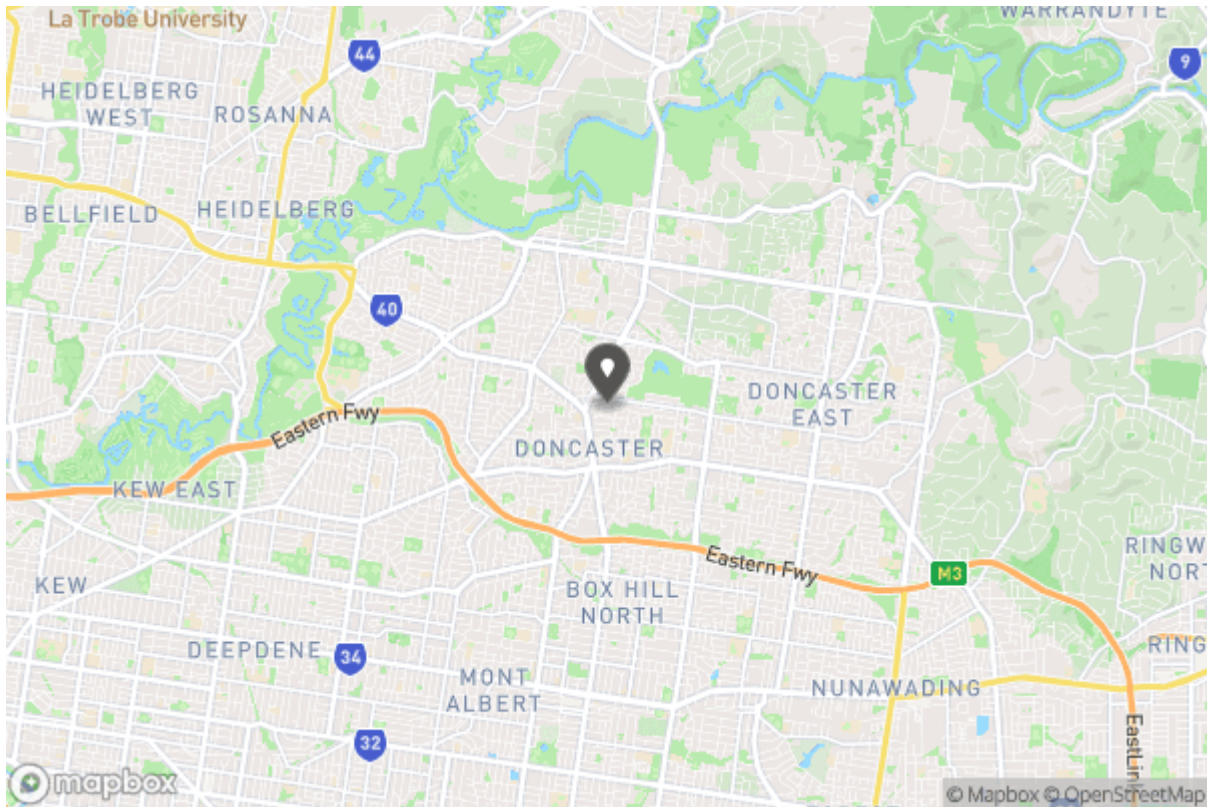 La Trobe University
WARRANDYTE
44
9
HEIDELBERG
WEST
ROSANNA
BELLFIELD
HEIDELBERG
40
DONCASTER
EAST
Eastern Fwy
DONCASTER
KEW EAST
Eastern Fwy
M3
RINGW
NORT
KEW
BOX HILL
NORTH
DEEPDENE
34
RING
MONT
ALBERT
NUNAWADING
32
EastLink
mapbox
© Mapbox © OpenStreetMap